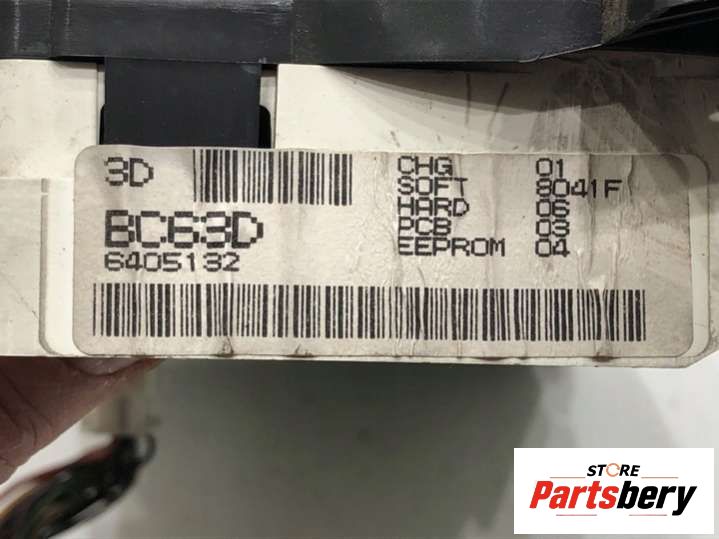 3D
BC63D
6405132
CHG 01
SOFT 8041F
HARD 06
PCB 03
EEPROM 04
STORE
Partsbery